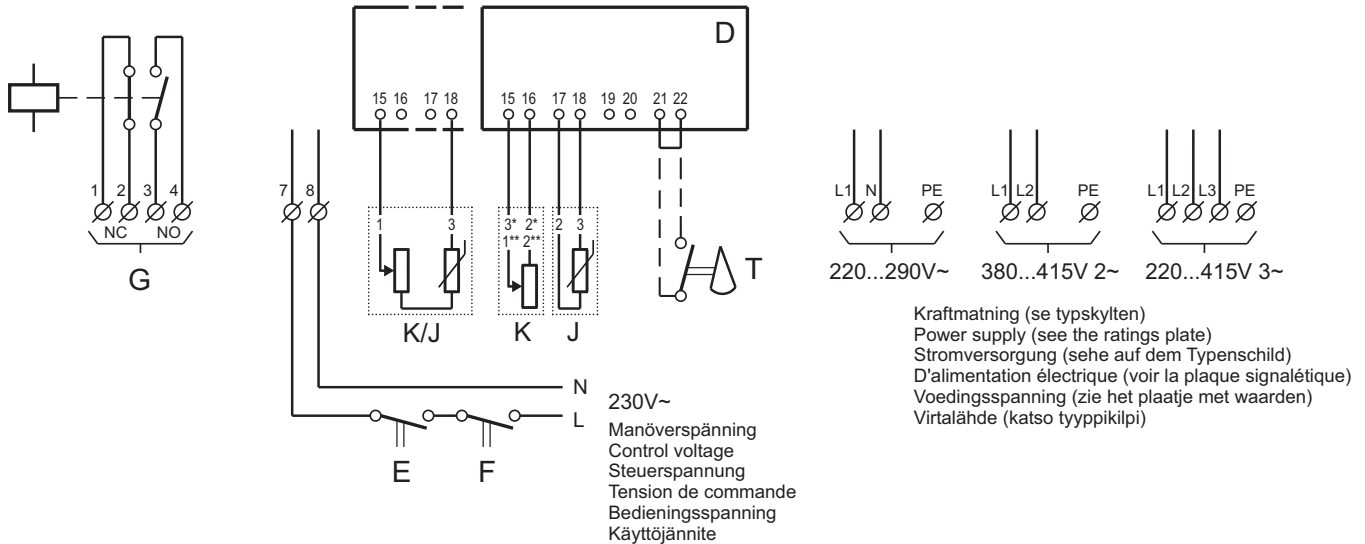 D
15 16 17 18
15 16 17 18 19 20 21 22
1 2 3 4
NC NO
G
7 8
1 3
3* 2* 2 3
1** 2**
K/J
K
J
T
L1 N PE
220...290V~
L1 L2 PE
380...415V 2~
L1 L2 L3 PE
220...415V 3~
Kraftmatning (se typskylten)
Power supply (see the ratings plate)
Stromversorgung (sehe auf dem Typenschild)
D'alimentation électrique (voir la plaque signalétique)
Voedingsspanning (zie het plaatje met waarden)
Virtalähde (katso tyyppikilpi)
N
L
E
F
230V~
Manöverspänning
Control voltage
Steuerspannung
Tension de commande
Bedieningsspanning
Käyttöjännite